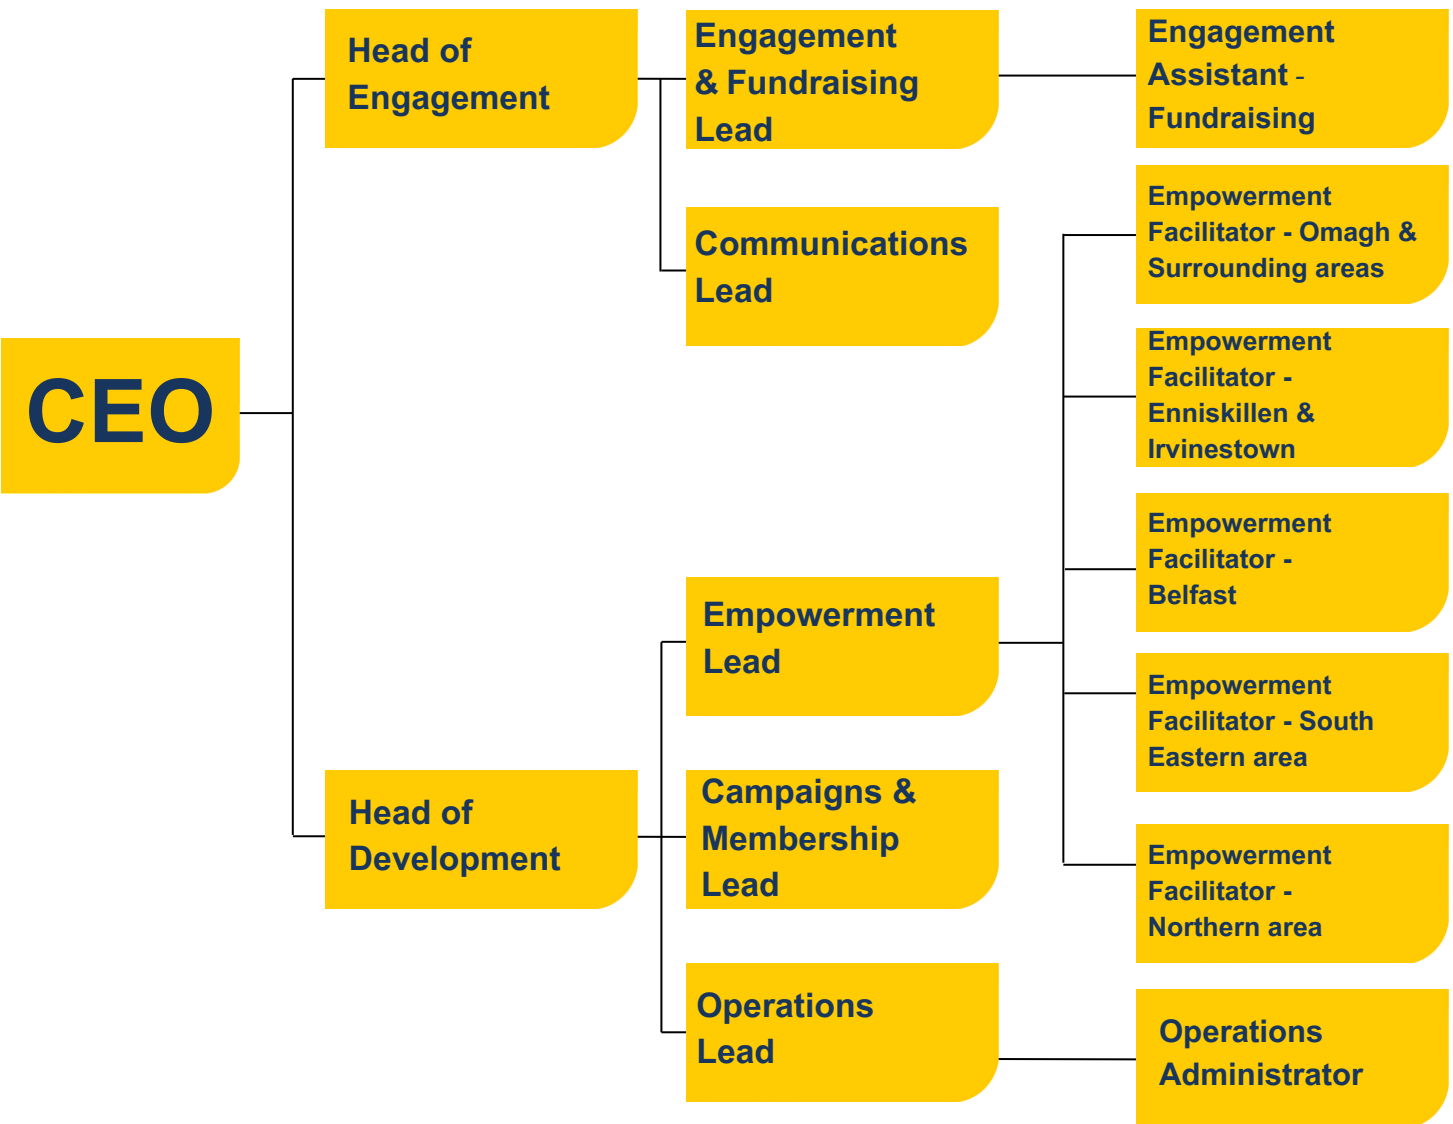 CEO
Head of
Engagement
Head of
Development
Engagement
& Fundraising
Lead
Communications
Lead
Empowerment
Lead
Campaigns &
Membership
Lead
Operations
Lead
Engagement
Assistant -
Fundraising
Empowerment
Facilitator - Omagh &
Surrounding areas
Empowerment
Facilitator -
Enniskillen &
Irvinestown
Empowerment
Facilitator -
Belfast
Empowerment
Facilitator - South
Eastern area
Empowerment
Facilitator -
Northern area
Operations
Administrator